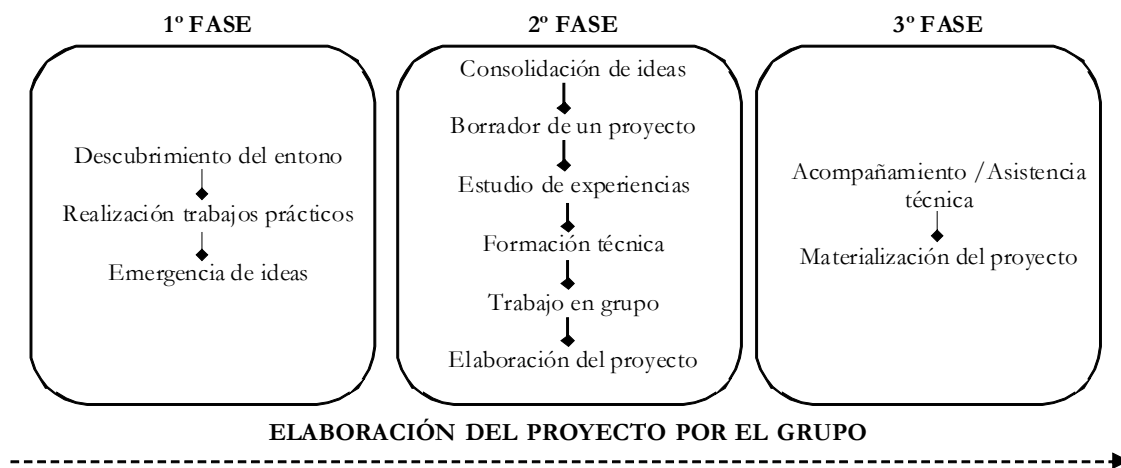 1º FASE
Descubrimiento del entono
Realización trabajos prácticos
Emergencia de ideas
2º FASE
Consolidación de ideas
Borrador de un proyecto
Estudio de experiencias
Formación técnica
Trabajo en grupo
Elaboración del proyecto
3º FASE
Acompañamiento /Asistencia
técnica
Materialización del proyecto
ELABORACIÓN DEL PROYECTO POR EL GRUPO